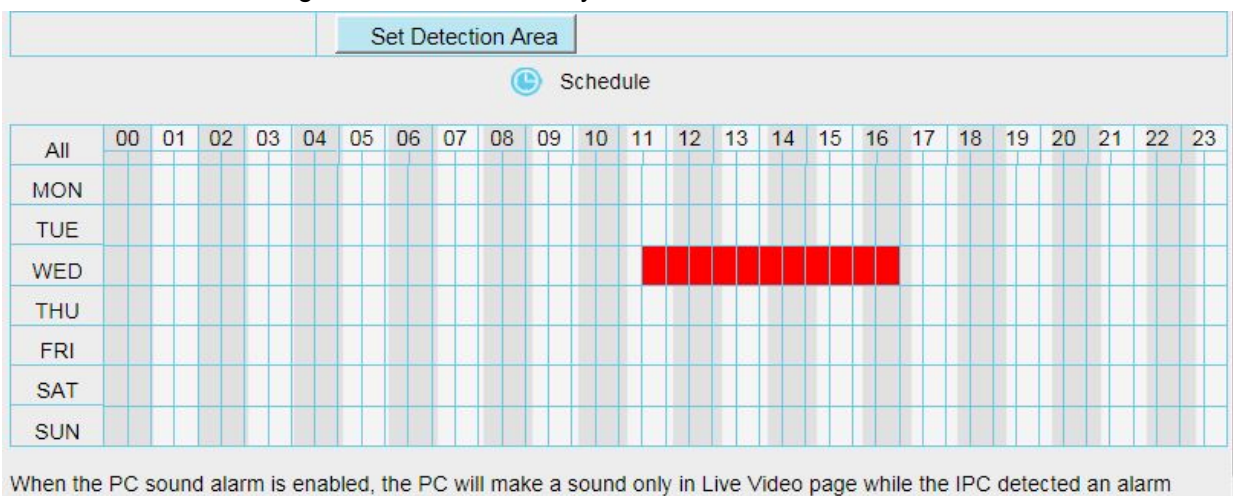 Set Detection Area
Schedule
All 00 01 02 03 04 05 06 07 08 09 10 11 12 13 14 15 16 17 18 19 20 21 22 23
MON
TUE
WED
THU
FRI
SAT
SUN
When the PC sound alarm is enabled, the PC will make a sound only in Live Video page while the IPC detected an alarm